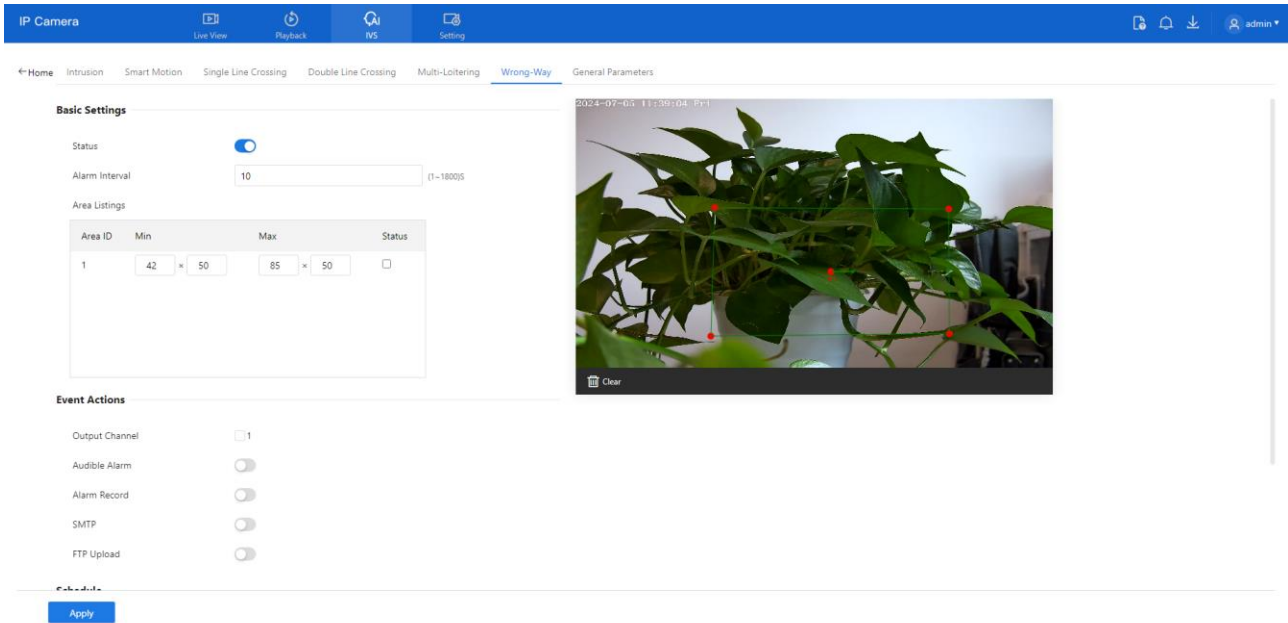 IP Camera
Live View
Playback
AI
IVS
Setting
admin
←Home Intrusion Smart Motion Single Line Crossing Double Line Crossing Multi-Loitering Wrong-Way General Parameters
Basic Settings
2024-07-05 11:39:04 Fri
Status
Alarm Interval 10 (1~1800)S
Area Listings
Area ID Min Max Status
1 42 × 50 85 × 50
Clear
Event Actions
Output Channel 1
Audible Alarm
Alarm Record
SMTP
FTP Upload
Schedule
Apply